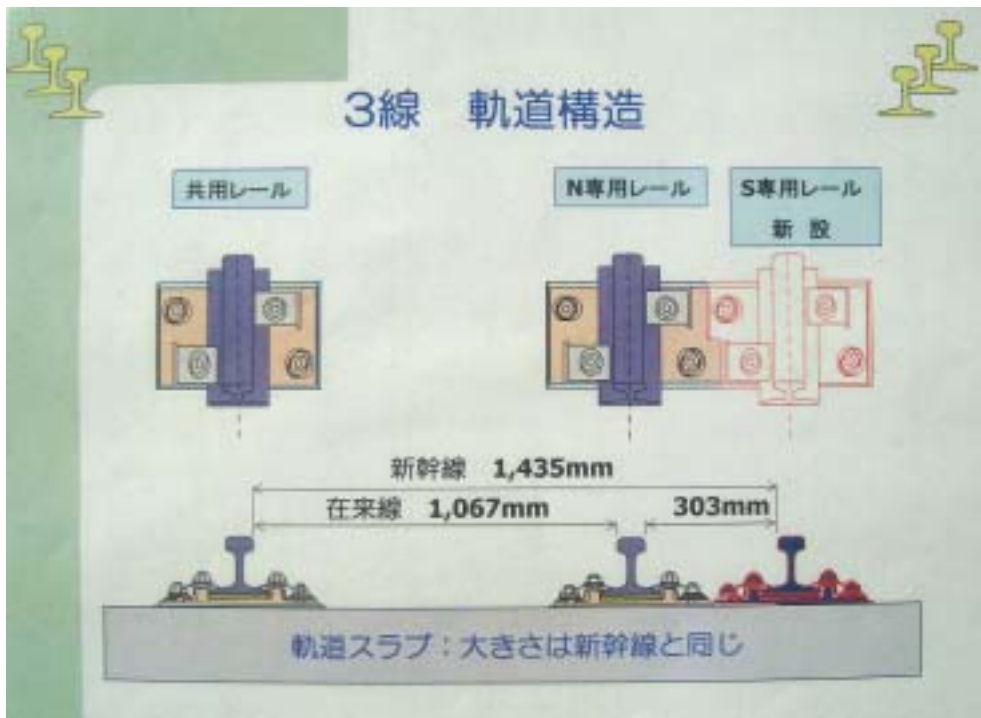 3線 軌道構造
共用レール
N専用レール
S専用レール
新 設
新幹線 1,435mm
在来線 1,067mm
303mm
軌道スラブ：大きさは新幹線と同じ